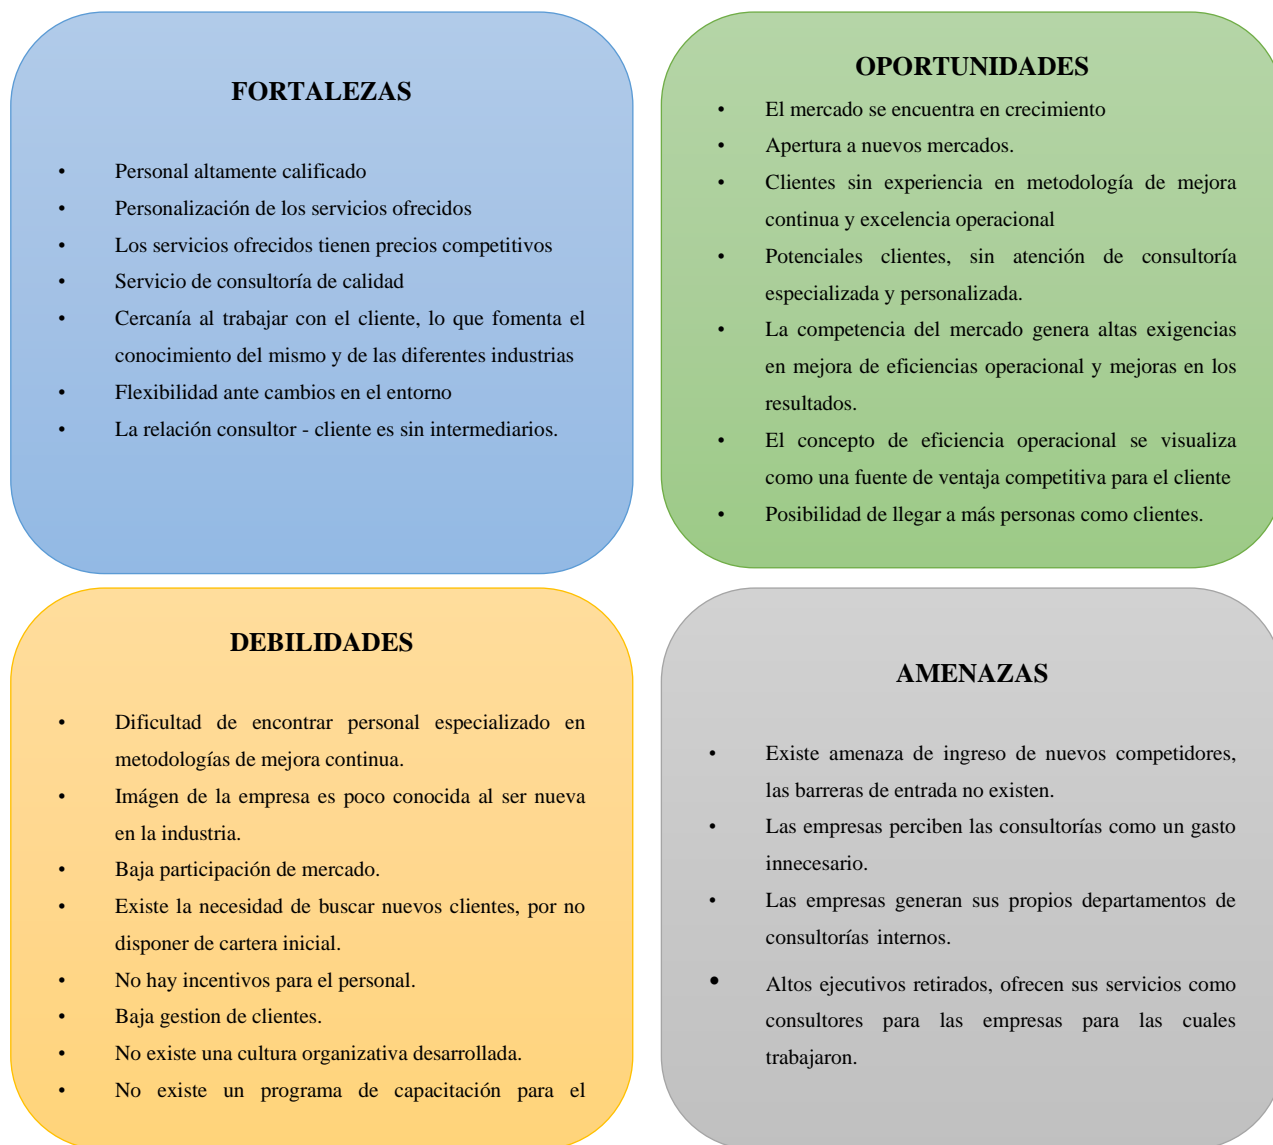 FORTALEZAS
• Personal altamente calificado
• Personalización de los servicios ofrecidos
• Los servicios ofrecidos tienen precios competitivos
• Servicio de consultoría de calidad
• Cercanía al trabajar con el cliente, lo que fomenta el
conocimiento del mismo y de las diferentes industrias
• Flexibilidad ante cambios en el entorno
• La relación consultor - cliente es sin intermediarios.
OPORTUNIDADES
• El mercado se encuentra en crecimiento
• Apertura a nuevos mercados.
• Clientes sin experiencia en metodología de mejora
continua y excelencia operacional
• Potenciales clientes, sin atención de consultoría
especializada y personalizada.
• La competencia del mercado genera altas exigencias
en mejora de eficiencias operacional y mejoras en los
resultados.
• El concepto de eficiencia operacional se visualiza
como una fuente de ventaja competitiva para el cliente
• Posibilidad de llegar a más personas como clientes.
DEBILIDADES
• Dificultad de encontrar personal especializado en
metodologías de mejora continua.
• Imágen de la empresa es poco conocida al ser nueva
en la industria.
• Baja participación de mercado.
• Existe la necesidad de buscar nuevos clientes, por no
disponer de cartera inicial.
• No hay incentivos para el personal.
• Baja gestion de clientes.
• No existe una cultura organizativa desarrollada.
• No existe un programa de capacitación para el
AMENAZAS
• Existe amenaza de ingreso de nuevos competidores,
las barreras de entrada no existen.
• Las empresas perciben las consultorías como un gasto
innecesario.
• Las empresas generan sus propios departamentos de
consultorías internos.
• Altos ejecutivos retirados, ofrecen sus servicios como
consultores para las empresas para las cuales
trabajaron.